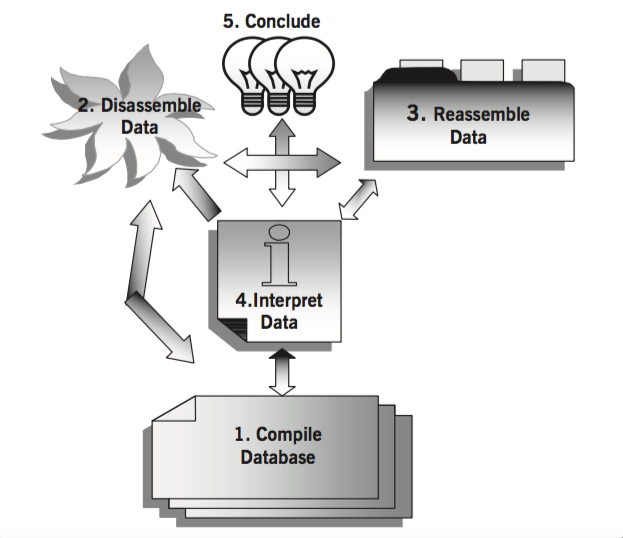 5. Conclude
2. Disassemble
Data
3. Reassemble
Data
i
4.Interpret
Data
1. Compile
Database